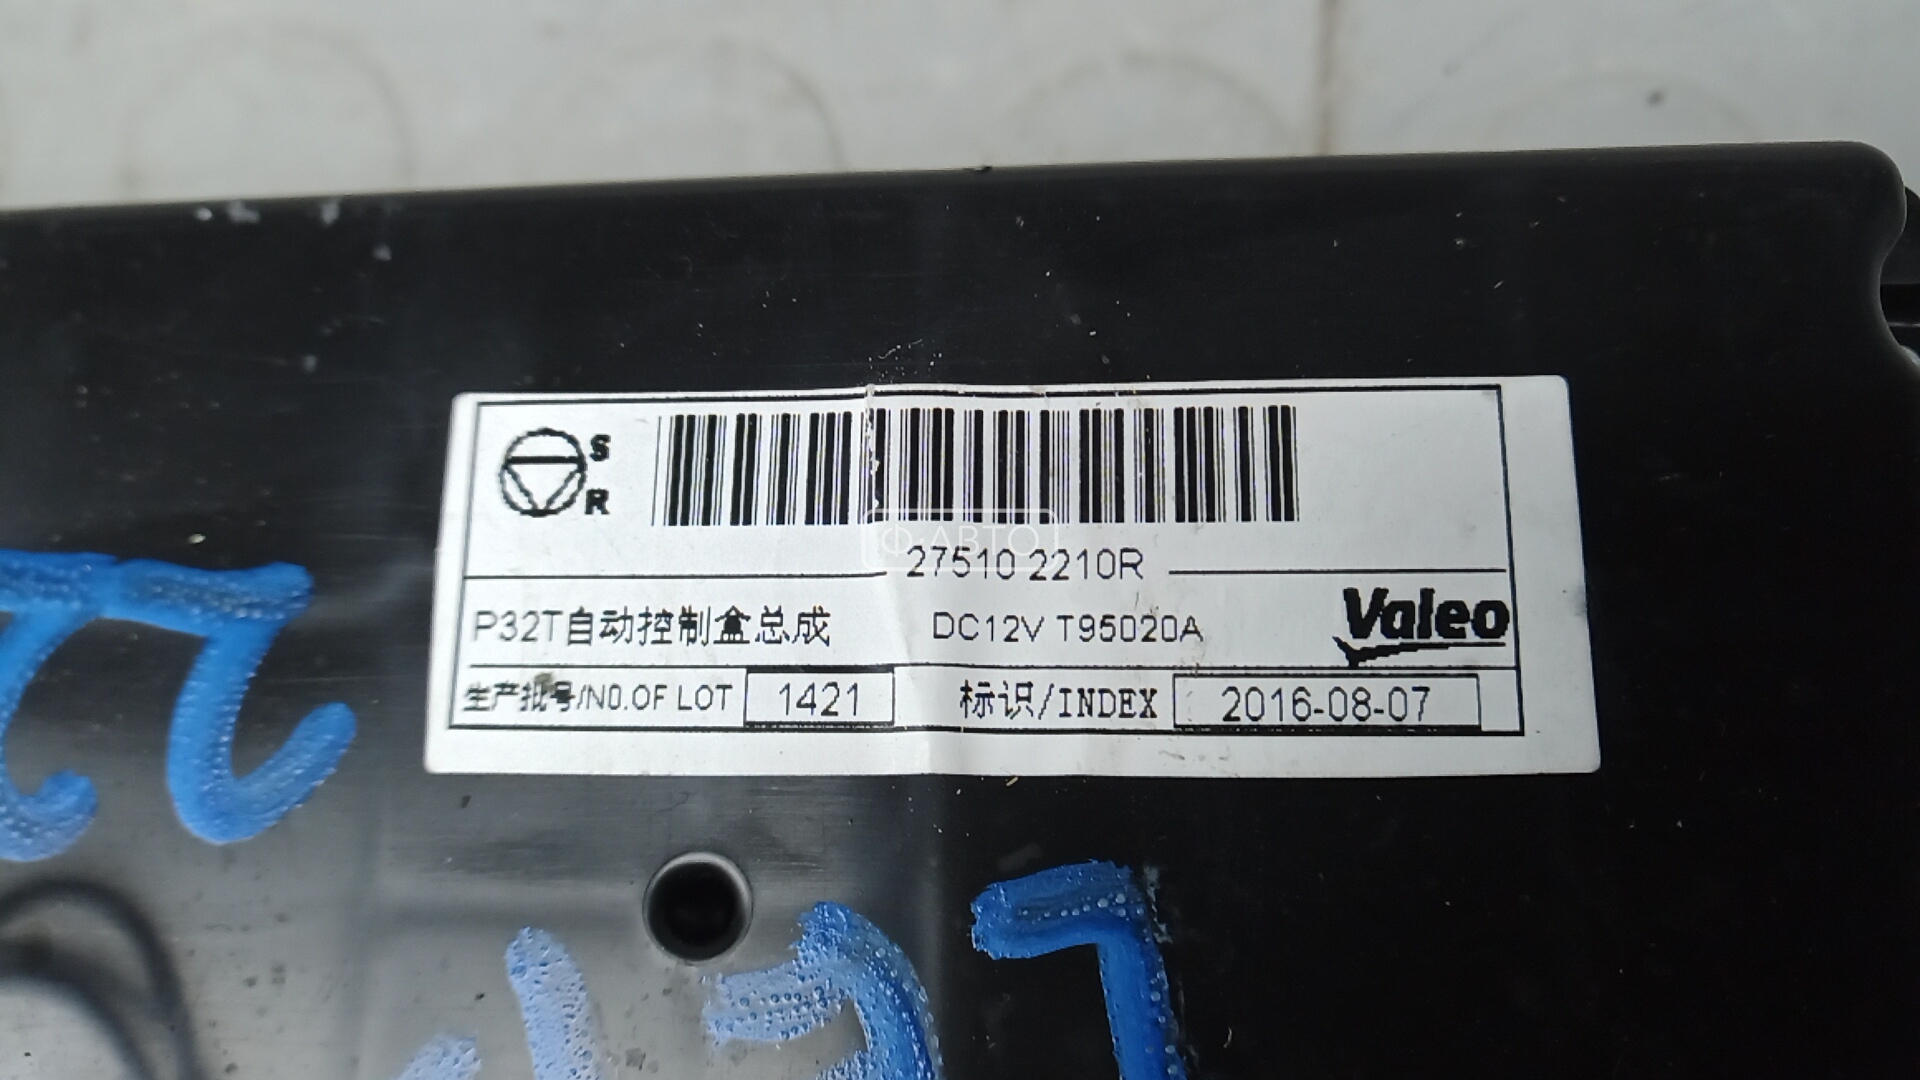 S
R
Ф-АВТО
27510 2210R
P32T自动控制盒总成 DC12V T95020A Valeo
生产批号/NO.OF LOT 1421 标识/INDEX 2016-08-07